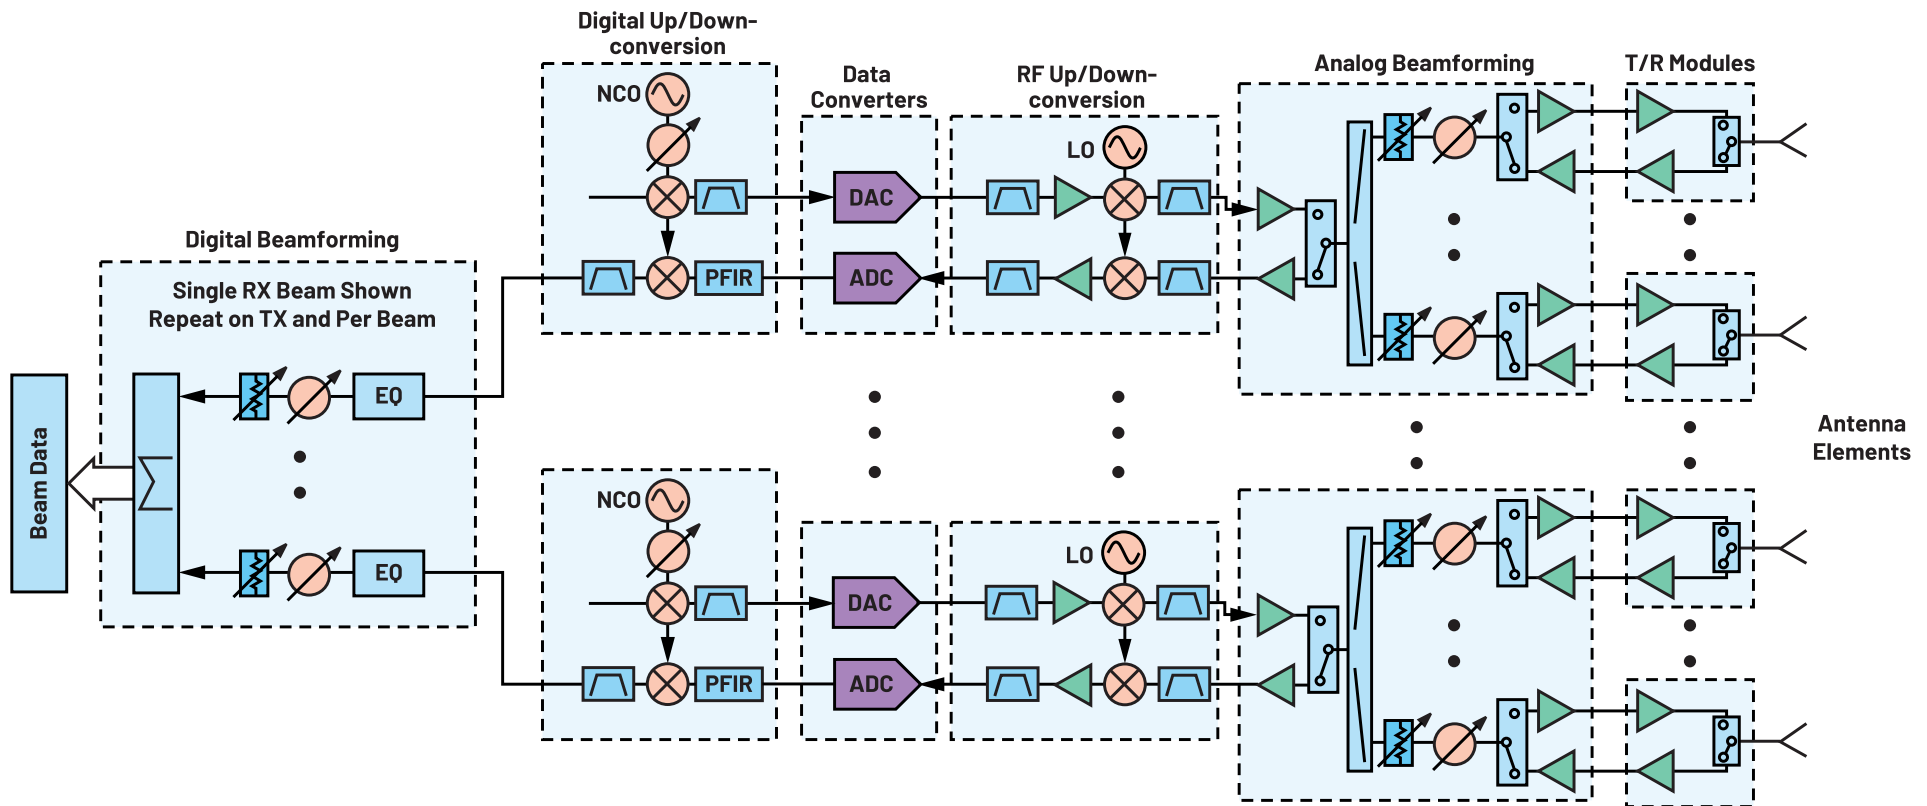 Digital Up/Down-
conversion
Data
Converters
RF Up/Down-
conversion
Analog Beamforming
T/R Modules
NCO
LO
DAC
ADC
PFIR
Digital Beamforming
Single RX Beam Shown
Repeat on TX and Per Beam
EQ
EQ
Beam Data
Σ
Antenna
Elements
NCO
LO
DAC
ADC
PFIR